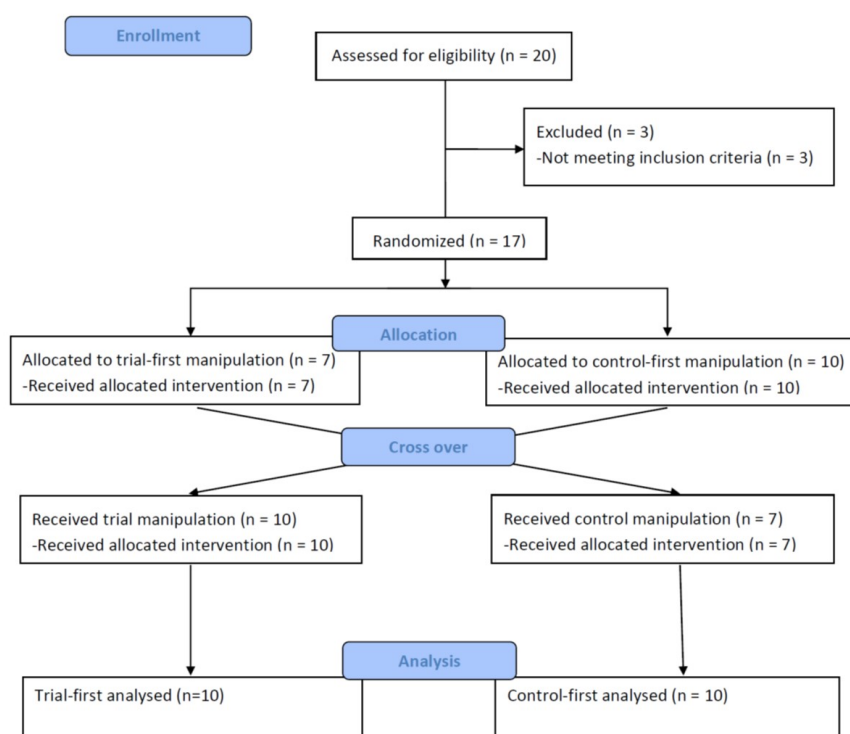 Enrollment
Assessed for eligibility (n = 20)
Excluded (n = 3)
-Not meeting inclusion criteria (n = 3)
Randomized (n = 17)
Allocation
Allocated to trial-first manipulation (n = 7)
-Received allocated intervention (n = 7)
Allocated to control-first manipulation (n = 10)
-Received allocated intervention (n = 10)
Cross over
Received trial manipulation (n = 10)
-Received allocated intervention (n = 10)
Received control manipulation (n = 7)
-Received allocated intervention (n = 7)
Analysis
Trial-first analysed (n=10)
Control-first analysed (n = 10)